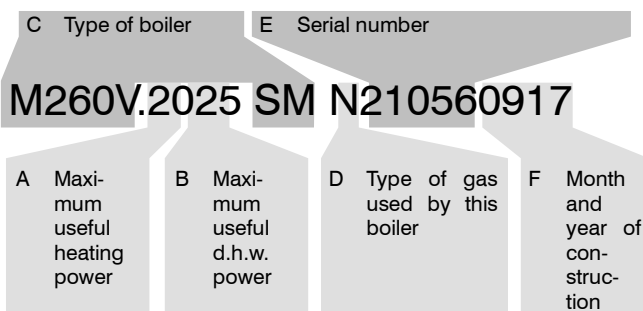 C Type of boiler E Serial number
M260V.2025 SM N210560917
A Maxi-
mum
useful
heating
power
B Maxi-
mum
useful
d.h.w.
power
D Type of gas
used by this
boiler
F Month
and
year of
con-
struc-
tion